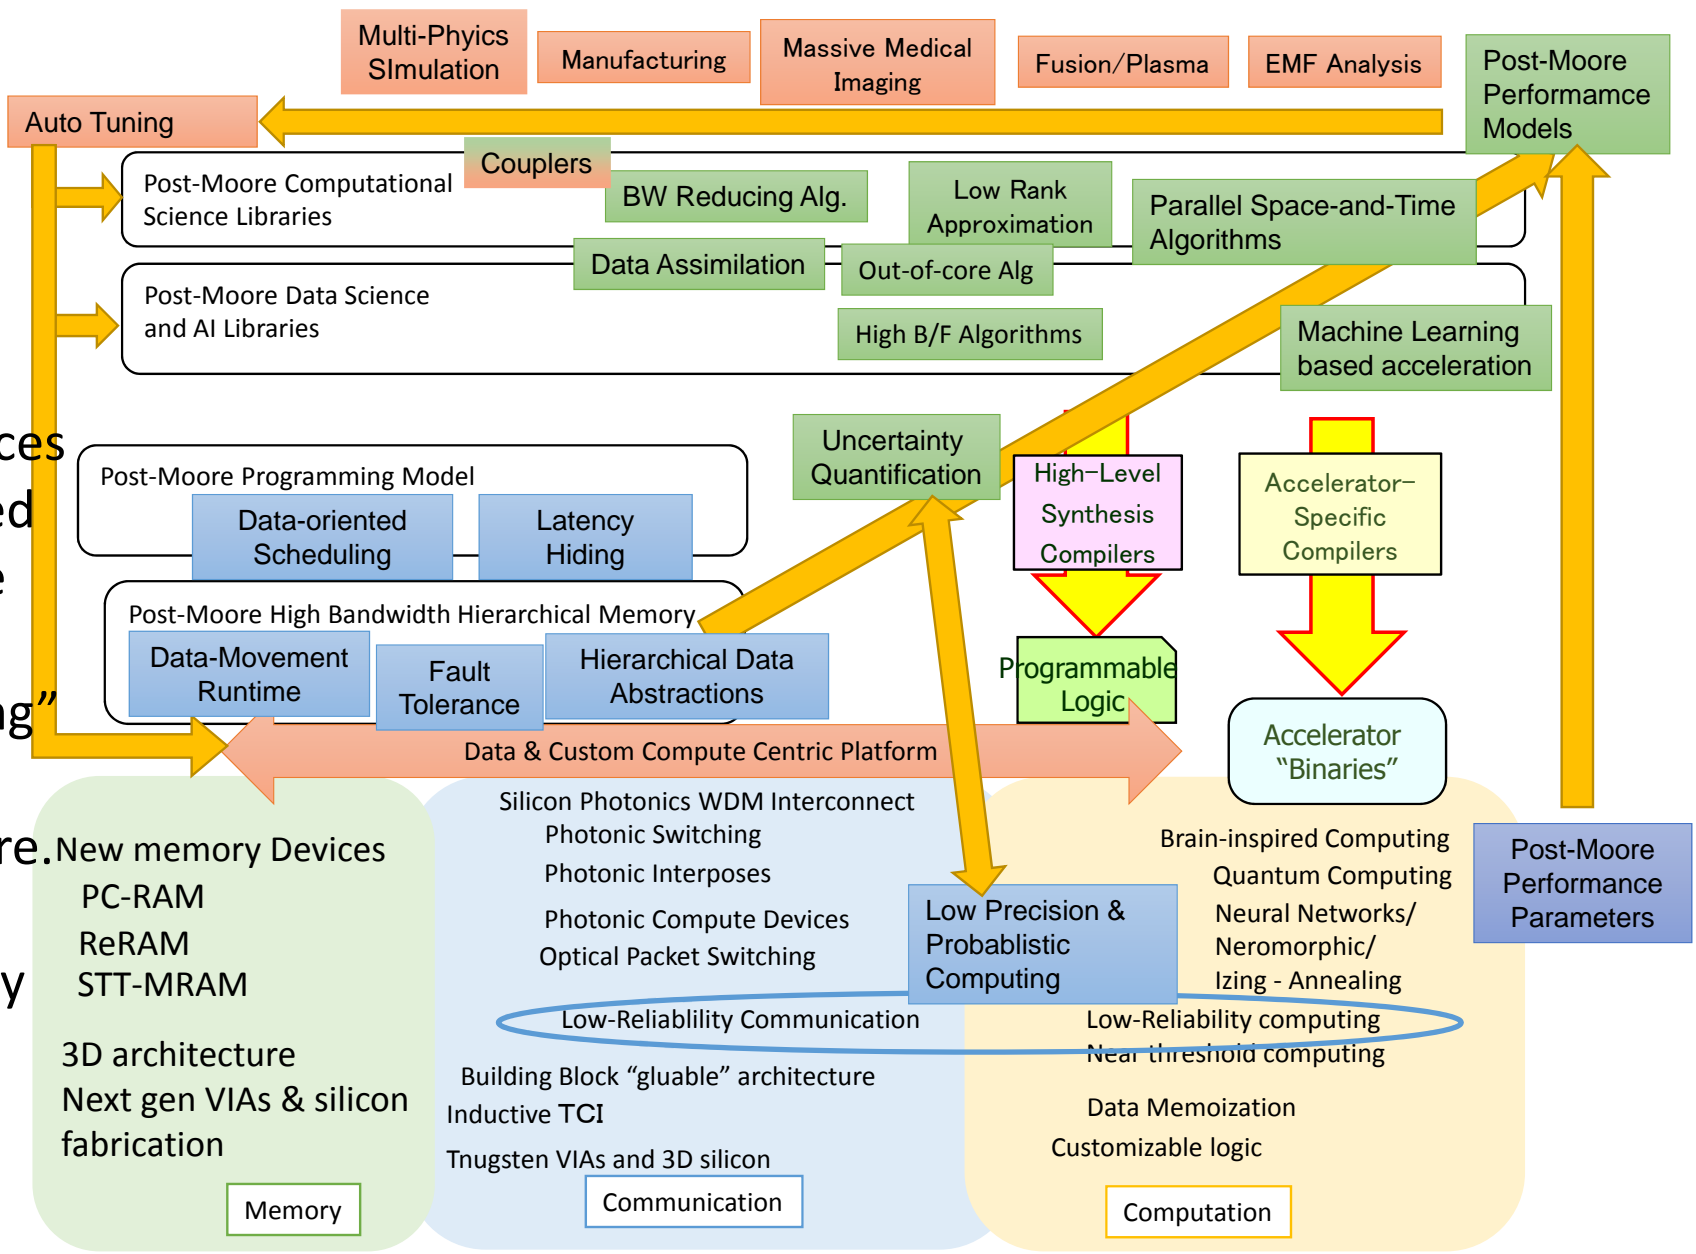 Multi-Phyics
SImulation
Manufacturing
Massive Medical
Imaging
Fusion/Plasma
EMF Analysis
Post-Moore
Performamce
Models
Auto Tuning
Couplers
Post-Moore Computational
Science Libraries
BW Reducing Alg.
Low Rank
Approximation
Parallel Space-and-Time
Algorithms
Data Assimilation
Out-of-core Alg
Post-Moore Data Science
and AI Libraries
High B/F Algorithms
Machine Learning
based acceleration
ces
ed
e
ng”
re.
y
Post-Moore Programming Model
Data-oriented
Scheduling
Latency
Hiding
Uncertainty
Quantification
High-Level
Synthesis
Compilers
Accelerator-
Specific
Compilers
Post-Moore High Bandwidth Hierarchical Memory
Data-Movement
Runtime
Fault
Tolerance
Hierarchical Data
Abstractions
Programmable
Logic
Accelerator
“Binaries”
Data & Custom Compute Centric Platform
New memory Devices
PC-RAM
ReRAM
STT-MRAM
3D architecture
Next gen VIAs & silicon
fabrication
Memory
Silicon Photonics WDM Interconnect
Photonic Switching
Photonic Interposes
Photonic Compute Devices
Optical Packet Switching
Low-Reliablility Communication
Building Block “gluable” architecture
Inductive TCI
Tnugsten VIAs and 3D silicon
Communication
Low Precision &
Probablistic
Computing
Brain-inspired Computing
Quantum Computing
Neural Networks/
Neromorphic/
Izing - Annealing
Low-Reliability computing
Near threshold computing
Data Memoization
Customizable logic
Computation
Post-Moore
Performance
Parameters